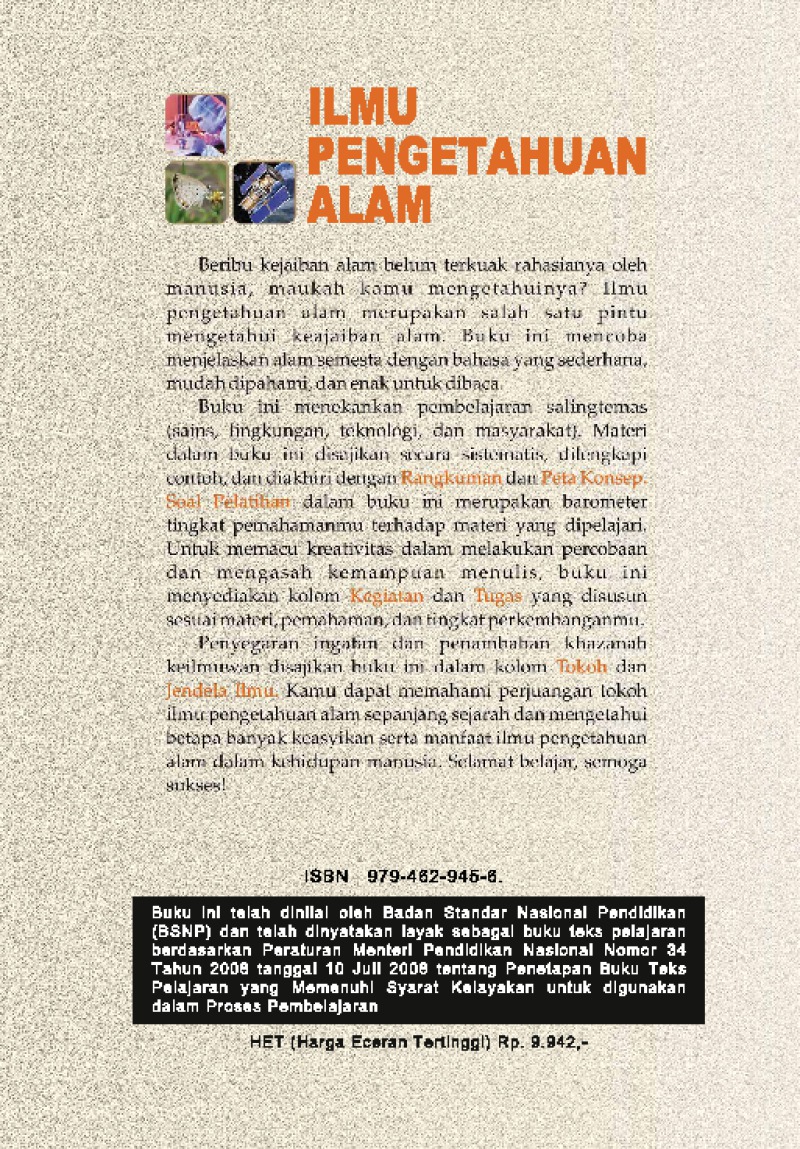 ILMU
PENGETAHUAN
ALAM
Beribu kejaiban alam belum terkuak rahasianya oleh
manusia, maukah kamu mengetahuinya? Ilmu
pengetahuan alam merupakan salah satu pintu
mengetahui keajaiban alam. Buku ini mencoba
menjelaskan alam semesta dengan bahasa yang sederhana,
mudah dipahami, dan enak untuk dibaca.
Buku ini menekankan pembelajaran salingtemas
(sains, lingkungan, teknologi, dan masyarakat). Materi
dalam buku ini disajikan secara sistematis, dilengkapi
contoh, dan diakhiri dengan Rangkuman dan Peta Konsep.
Soal Pelatihan dalam buku ini merupakan barometer
tingkat pemahamanmu terhadap materi yang dipelajari.
Untuk memacu kreativitas dalam melakukan percobaan
dan mengasah kemampuan menulis, buku ini
menyediakan kolom Kegiatan dan Tugas yang disusun
sesuai materi, pemahaman, dan tingkat perkembanganmu.
Penyegaran ingatan dan penambahan khazanah
keilmuwan disajikan buku ini dalam kolom Tokoh dan
Jendela Ilmu. Kamu dapat memahami perjuangan tokoh
ilmu pengetahuan alam sepanjang sejarah dan mengetahui
betapa banyak keasyikan serta manfaat ilmu pengetahuan
alam dalam kehidupan manusia. Selamat belajar, semoga
sukses!
ISBN 979-462-945-6.
Buku ini telah dinilai oleh Badan Standar Nasional Pendidikan
(BSNP) dan telah dinyatakan layak sebagai buku teks pelajaran
berdasarkan Peraturan Menteri Pendidikan Nasional Nomor 34
Tahun 2008 tanggal 10 Juli 2008 tentang Penetapan Buku Teks
Pelajaran yang Memenuhi Syarat Kelayakan untuk digunakan
dalam Proses Pembelajaran
HET (Harga Eceran Tertinggi) Rp. 9.942,-